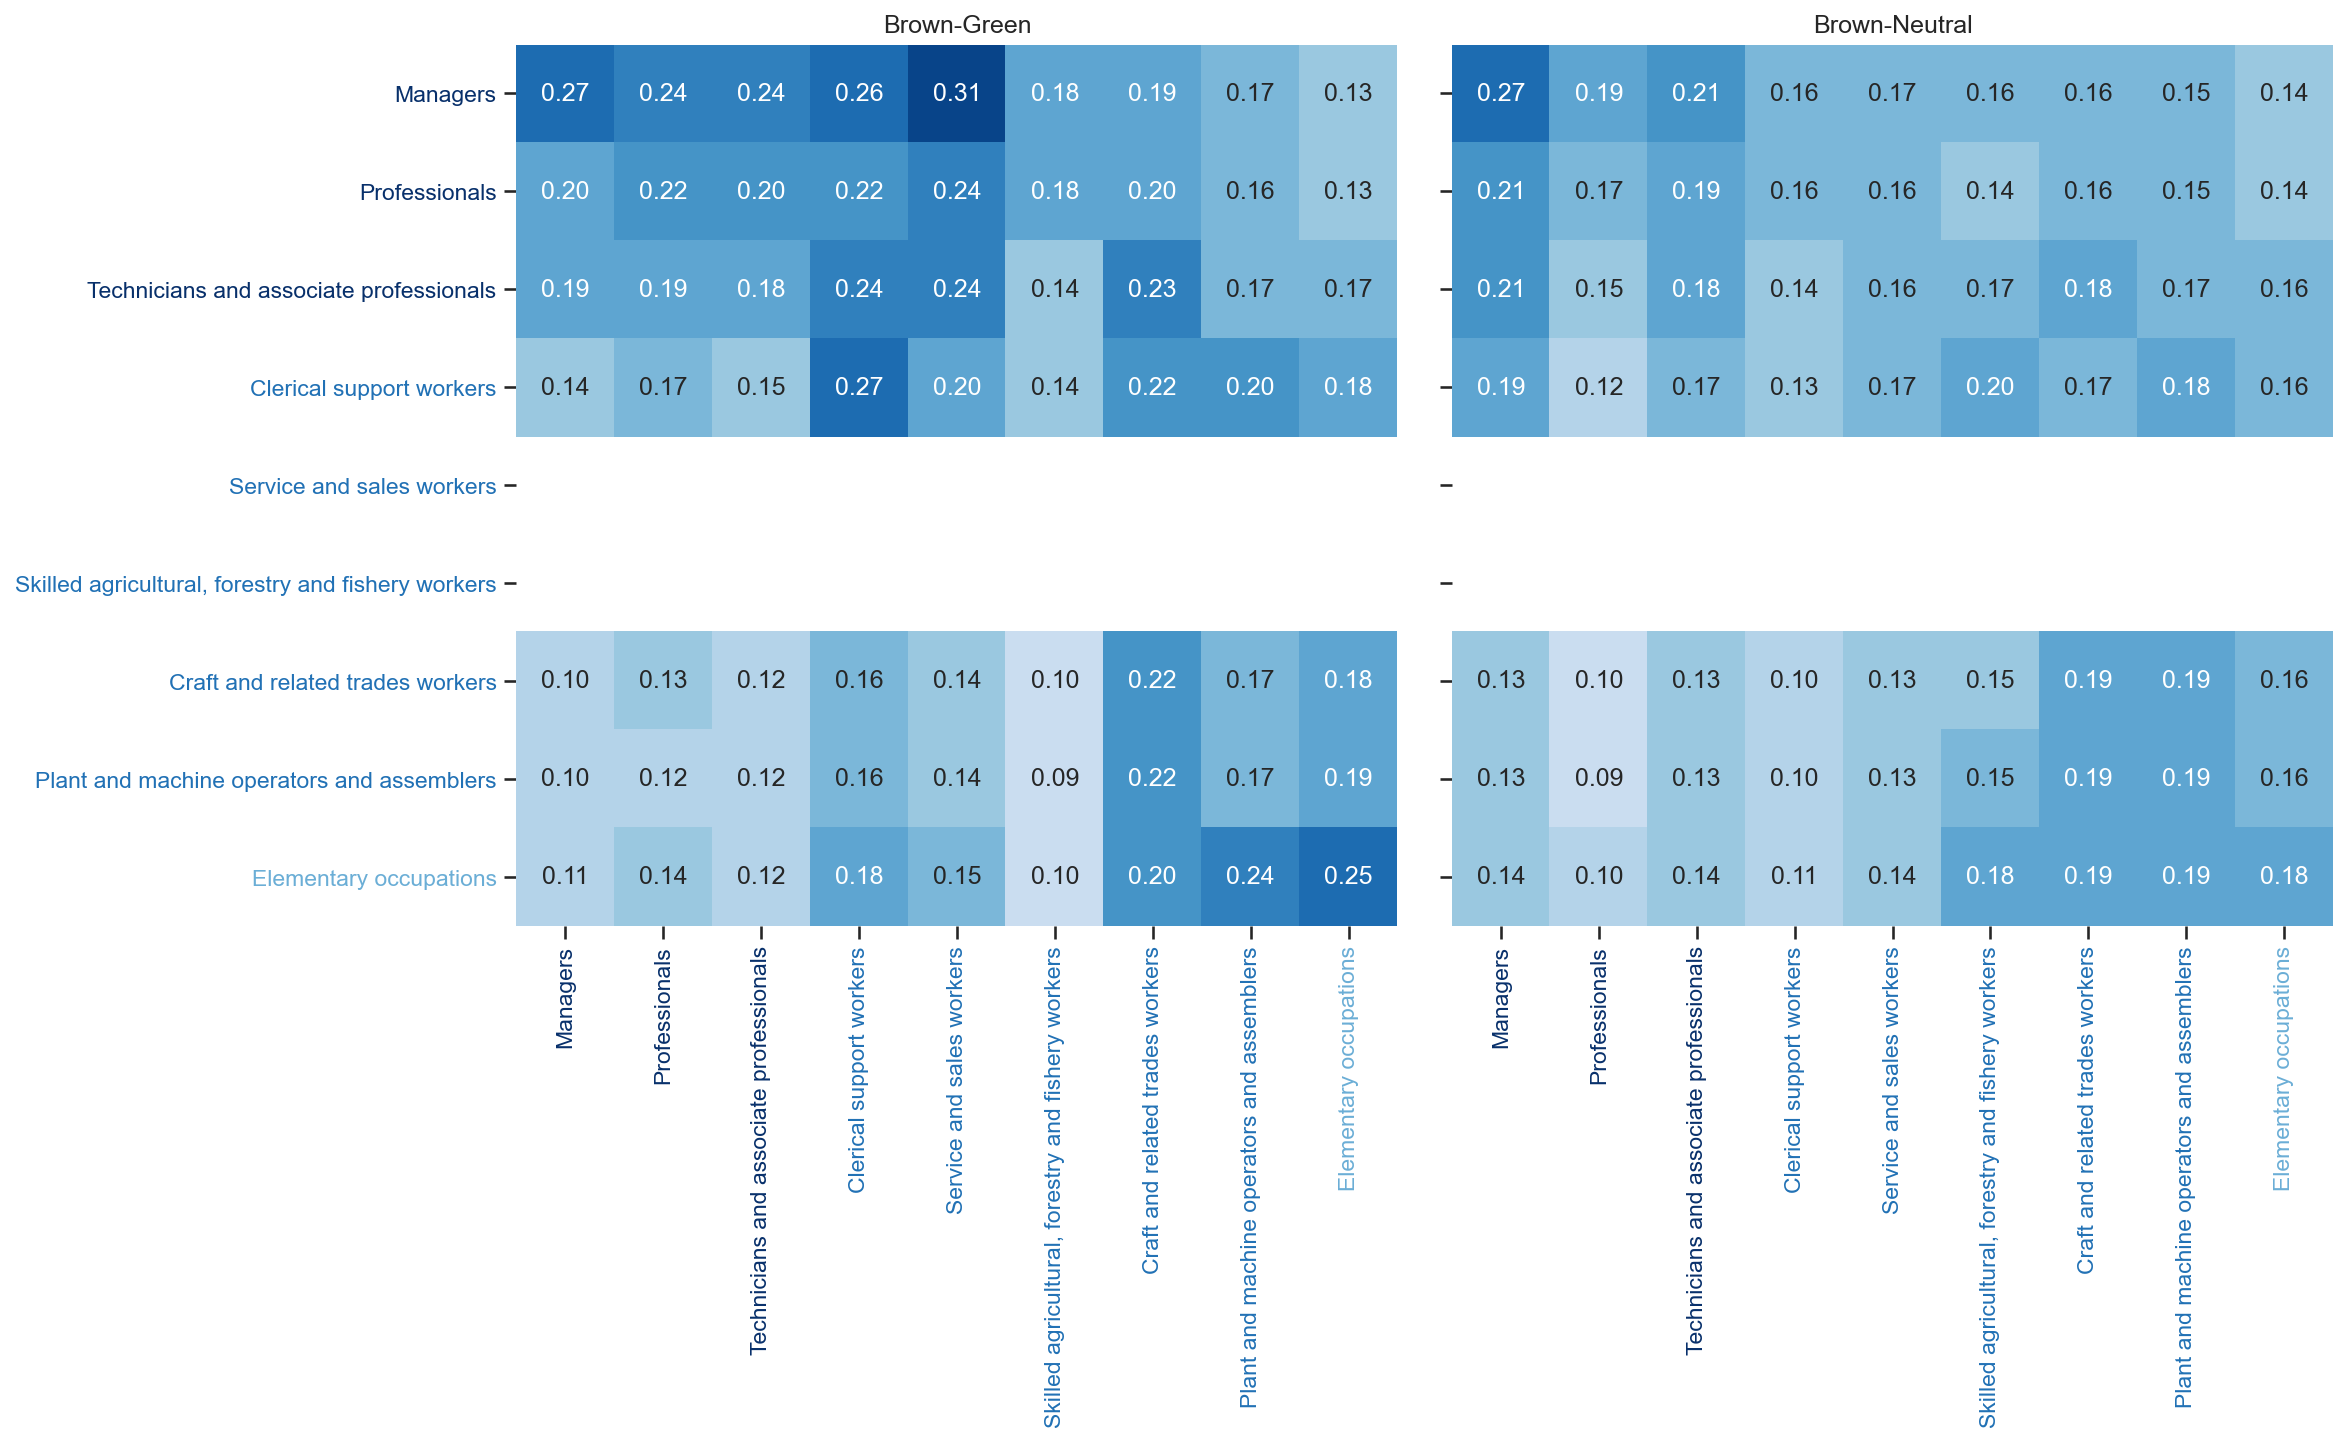 Brown-Green Brown-Neutral
Managers 0.27 0.24 0.24 0.26 0.31 0.18 0.19 0.17 0.13 0.27 0.19 0.21 0.16 0.17 0.16 0.16 0.15 0.14
Professionals 0.20 0.22 0.20 0.22 0.24 0.18 0.20 0.16 0.13 0.21 0.17 0.19 0.16 0.16 0.14 0.16 0.15 0.14
Technicians and associate professionals 0.19 0.19 0.18 0.24 0.24 0.14 0.23 0.17 0.17 0.21 0.15 0.18 0.14 0.16 0.17 0.18 0.17 0.16
Clerical support workers 0.14 0.17 0.15 0.27 0.20 0.14 0.22 0.20 0.18 0.19 0.12 0.17 0.13 0.17 0.20 0.17 0.18 0.16
Service and sales workers
Skilled agricultural, forestry and fishery workers
Craft and related trades workers 0.10 0.13 0.12 0.16 0.14 0.10 0.22 0.17 0.18 0.13 0.10 0.13 0.10 0.13 0.15 0.19 0.19 0.16
Plant and machine operators and assemblers 0.10 0.12 0.12 0.16 0.14 0.09 0.22 0.17 0.19 0.13 0.09 0.13 0.10 0.13 0.15 0.19 0.19 0.16
Elementary occupations 0.11 0.14 0.12 0.18 0.15 0.10 0.20 0.24 0.25 0.14 0.10 0.14 0.11 0.14 0.18 0.19 0.19 0.18
Managers
Professionals
Technicians and associate professionals
Clerical support workers
Service and sales workers
Skilled agricultural, forestry and fishery workers
Craft and related trades workers
Plant and machine operators and assemblers
Elementary occupations
Managers
Professionals
Technicians and associate professionals
Clerical support workers
Service and sales workers
Skilled agricultural, forestry and fishery workers
Craft and related trades workers
Plant and machine operators and assemblers
Elementary occupations